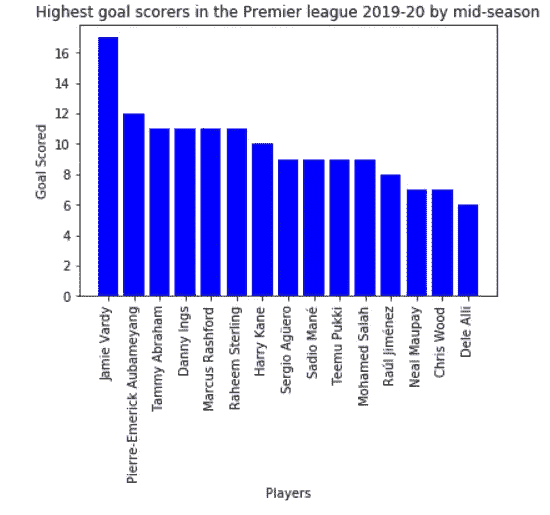 Highest goal scorers in the Premier league 2019-20 by mid-season
16
14
12
10
8
6
4
2
0
Goal Scored
Jamie Vardy
Pierre-Emerick Aubameyang
Tammy Abraham
Danny Ings
Marcus Rashford
Raheem Sterling
Harry Kane
Sergio Agüero
Sadio Mané
Teemu Pukki
Mohamed Salah
Raúl Jiménez
Neal Maupay
Chris Wood
Dele Alli
Players